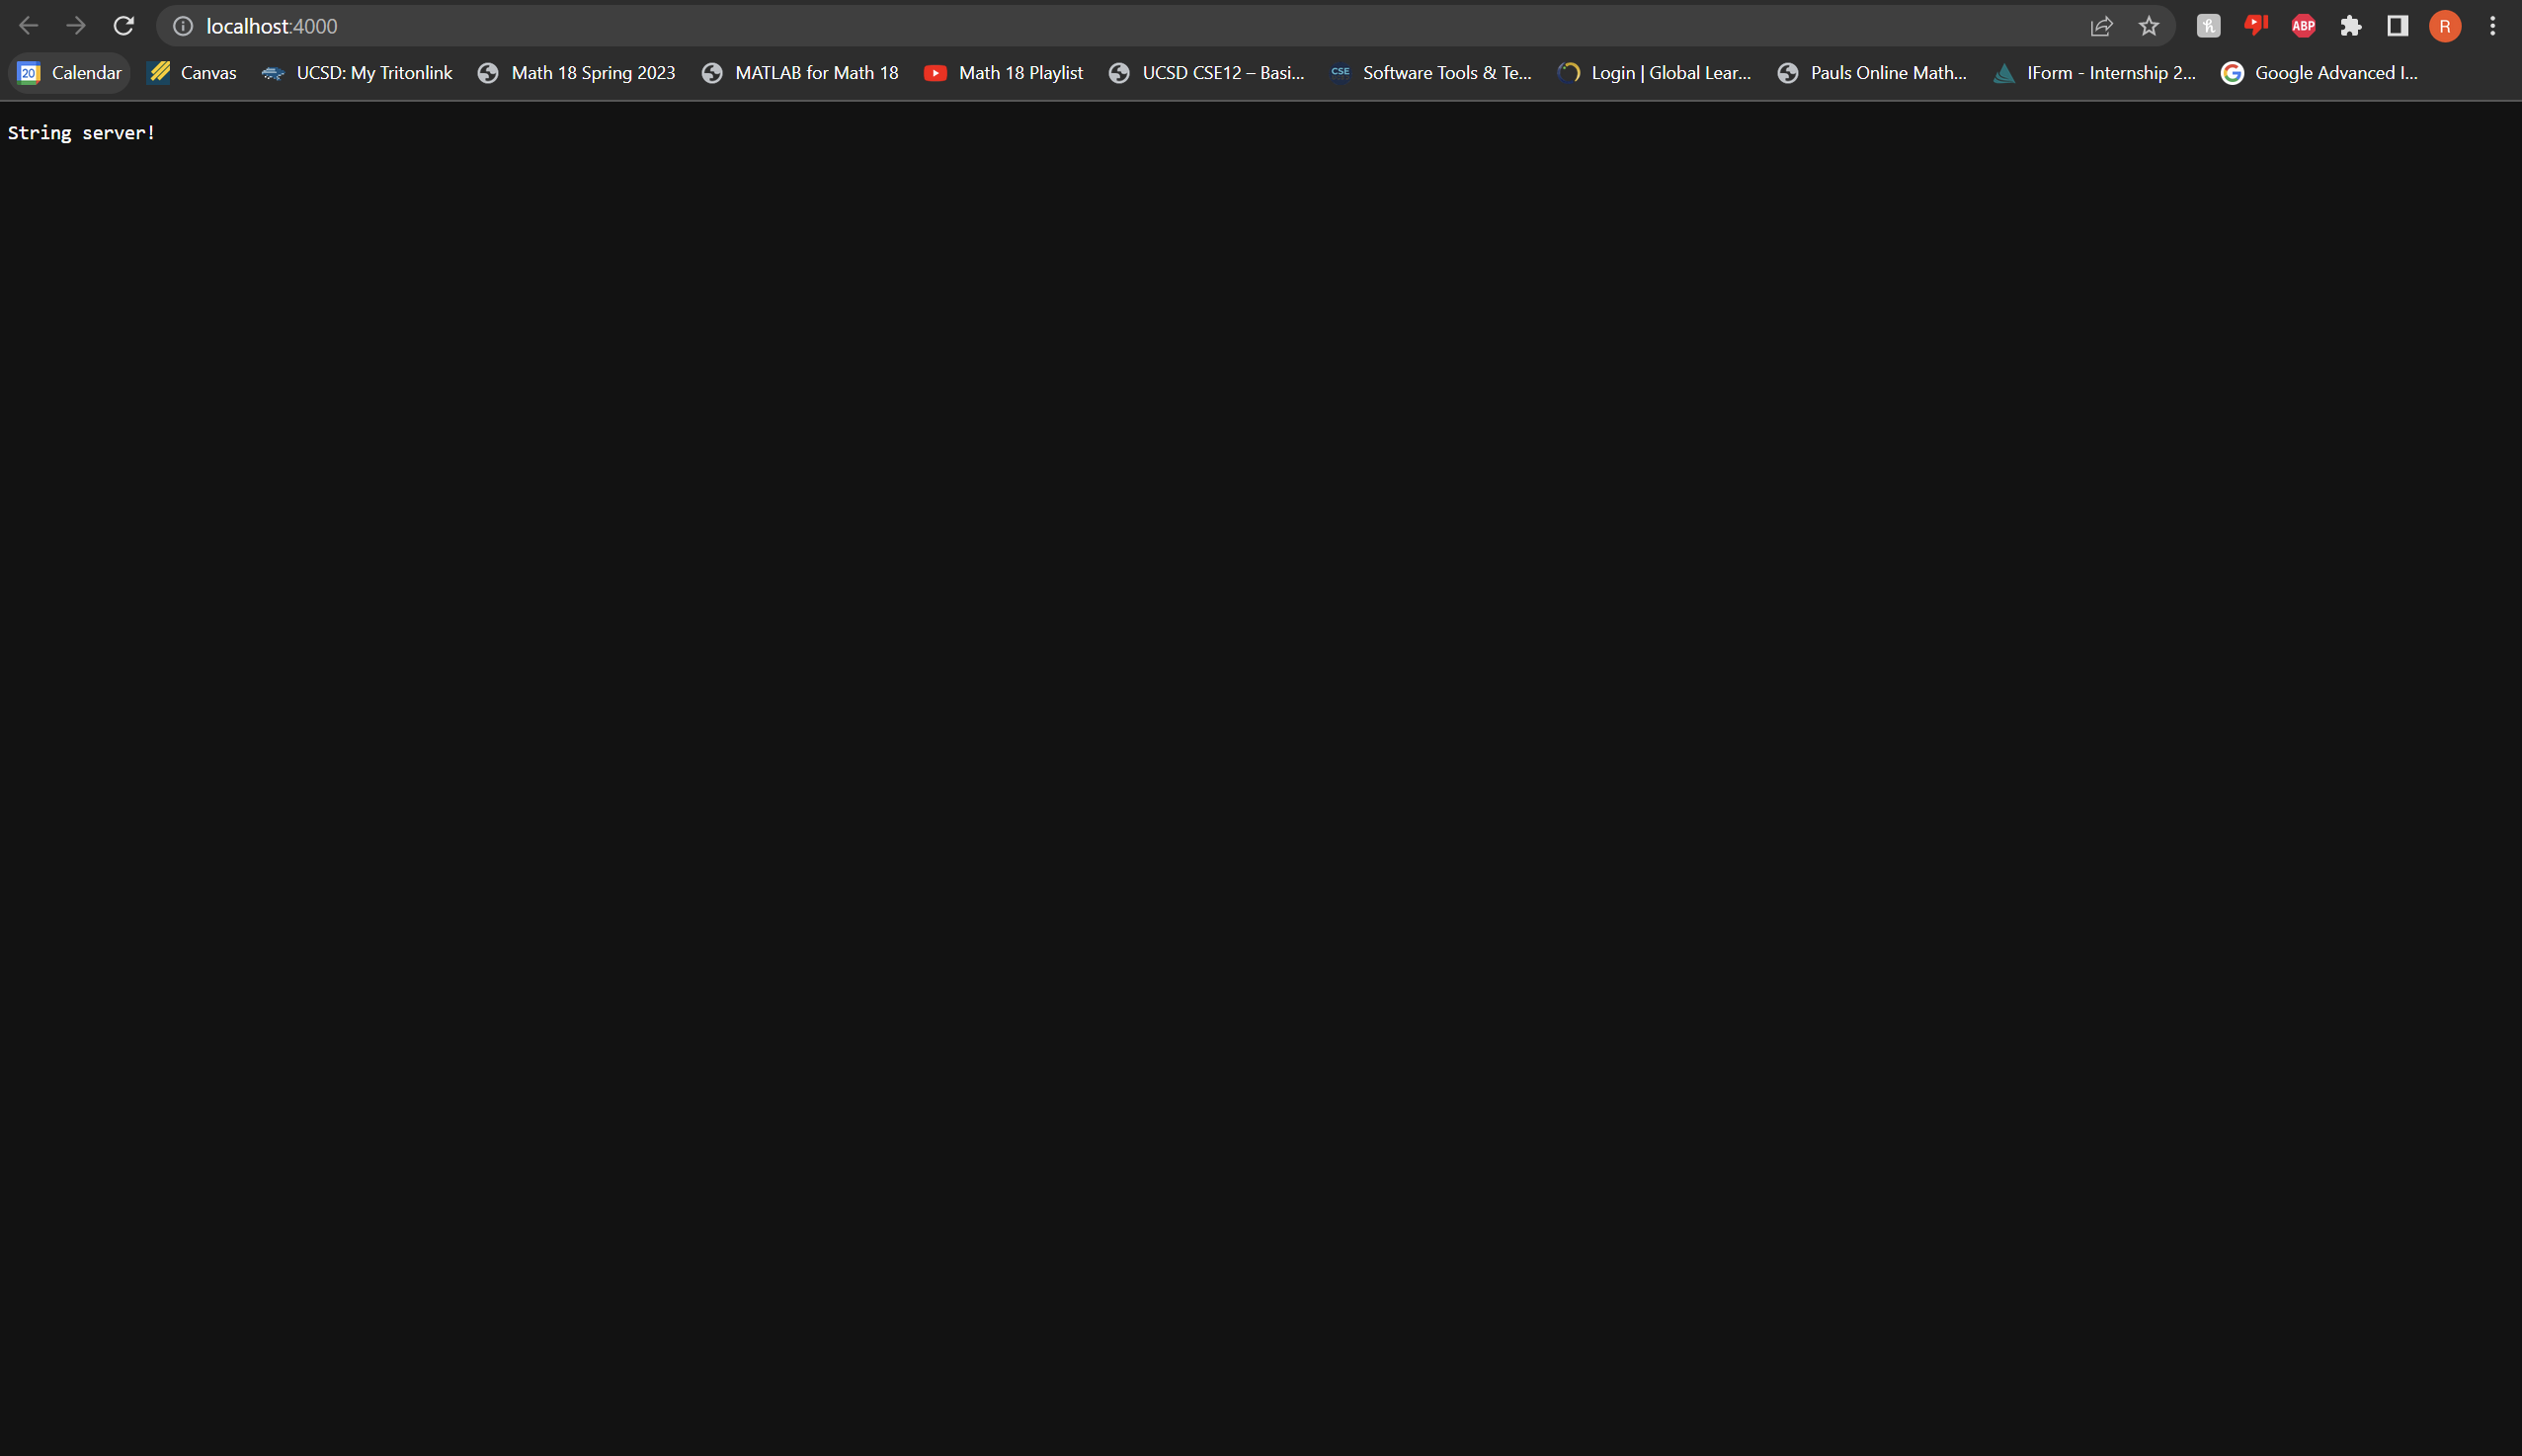 localhost:4000
ABP
R
20 Calendar Canvas UCSD: My Tritonlink Math 18 Spring 2023 MATLAB for Math 18 Math 18 Playlist UCSD CSE12 – Basi... CSE Software Tools & Te... Login | Global Lear... Pauls Online Math... IForm - Internship 2... Google Advanced I...
String server!